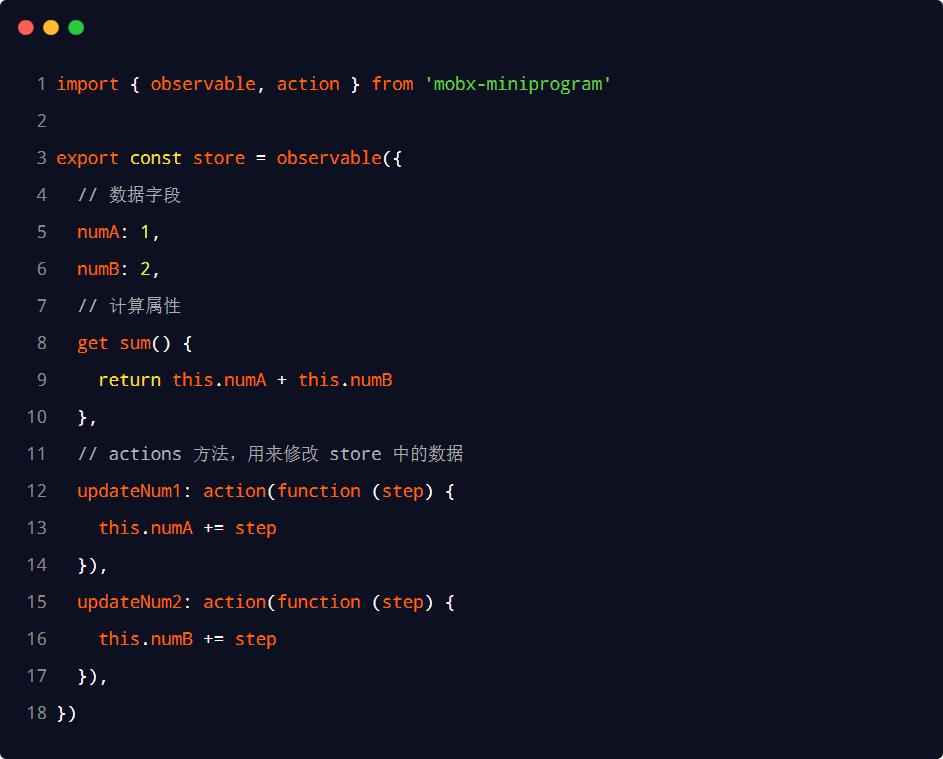 1 import { observable, action } from 'mobx-miniprogram'
2
3 export const store = observable({
4   // 数据字段
5   numA: 1,
6   numB: 2,
7   // 计算属性
8   get sum() {
9     return this.numA + this.numB
10   },
11   // actions 方法，用来修改 store 中的数据
12   updateNum1: action(function (step) {
13     this.numA += step
14   }),
15   updateNum2: action(function (step) {
16     this.numB += step
17   }),
18 })